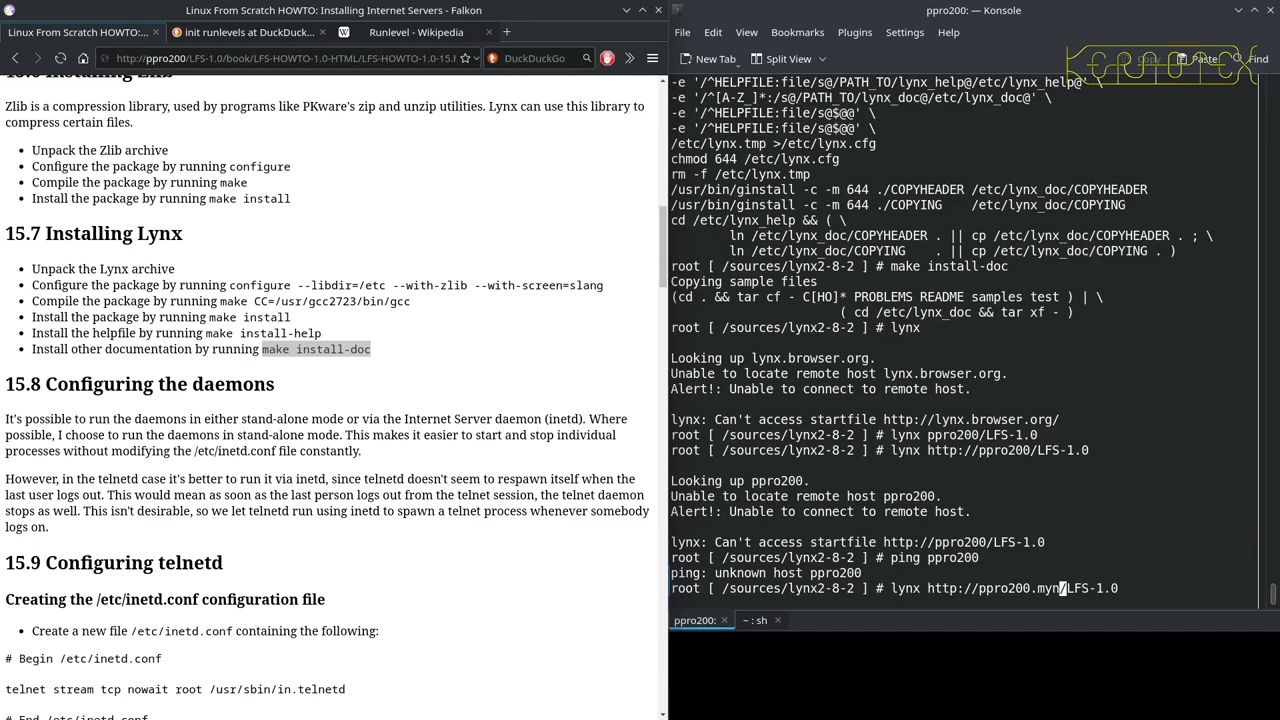 Linux From Scratch HOWTO: Installing Internet Servers - Falkon
Linux From Scratch HOWTO:...
init runlevels at DuckDuck...
Runlevel - Wikipedia
http://ppro200/LFS-1.0/book/LFS-HOWTO-1.0-HTML/LFS-HOWTO-1.0-15.l
DuckDuckGo
15.6 Installing Zlib
Zlib is a compression library, used by programs like PKware's zip and unzip utilities. Lynx can use this library to
compress certain files.
Unpack the Zlib archive
Configure the package by running configure
Compile the package by running make
Install the package by running make install
15.7 Installing Lynx
Unpack the Lynx archive
Configure the package by running configure --libdir=/etc --with-zlib --with-screen=slang
Compile the package by running make CC=/usr/gcc2723/bin/gcc
Install the package by running make install
Install the helpfile by running make install-help
Install other documentation by running make install-doc
15.8 Configuring the daemons
It's possible to run the daemons in either stand-alone mode or via the Internet Server daemon (inetd). Where
possible, I choose to run the daemons in stand-alone mode. This makes it easier to start and stop individual
processes without modifying the /etc/inetd.conf file constantly.
However, in the telnetd case it's better to run it via inetd, since telnetd doesn't seem to respawn itself when the
last user logs out. This would mean as soon as the last person logs out from the telnet session, the telnet daemon
stops as well. This isn't desirable, so we let telnetd run using inetd to spawn a telnet process whenever somebody
logs on.
15.9 Configuring telnetd
Creating the /etc/inetd.conf configuration file
Create a new file /etc/inetd.conf containing the following:
# Begin /etc/inetd.conf
telnet stream tcp nowait root /usr/sbin/in.telnetd
# End /etc/inetd.conf
ppro200: — Konsole
File Edit View Bookmarks Plugins Settings Help
New Tab Split View Copy Paste Find
-e '/^HELPFILE:file/s@/PATH_TO/lynx_help@/etc/lynx_help@' \
-e '/^[A-Z_]*:/s@/PATH_TO/lynx_doc@/etc/lynx_doc@' \
-e '/^HELPFILE:file/s@$@@' \
-e '/^HELPFILE:file/s@$@@' \
/etc/lynx.tmp >/etc/lynx.cfg
chmod 644 /etc/lynx.cfg
rm -f /etc/lynx.tmp
/usr/bin/ginstall -c -m 644 ./COPYHEADER /etc/lynx_doc/COPYHEADER
/usr/bin/ginstall -c -m 644 ./COPYING    /etc/lynx_doc/COPYING
cd /etc/lynx_help && ( \
ln /etc/lynx_doc/COPYHEADER . || cp /etc/lynx_doc/COPYHEADER . ; \
ln /etc/lynx_doc/COPYING    . || cp /etc/lynx_doc/COPYING . )
root [ /sources/lynx2-8-2 ] # make install-doc
Copying sample files
(cd . && tar cf - C[HO]* PROBLEMS README samples test ) | \
( cd /etc/lynx_doc && tar xf - )
root [ /sources/lynx2-8-2 ] # lynx
Looking up lynx.browser.org.
Unable to locate remote host lynx.browser.org.
Alert!: Unable to connect to remote host.
lynx: Can't access startfile http://lynx.browser.org/
root [ /sources/lynx2-8-2 ] # lynx ppro200/LFS-1.0
root [ /sources/lynx2-8-2 ] # lynx http://ppro200/LFS-1.0
Looking up ppro200.
Unable to locate remote host ppro200.
Alert!: Unable to connect to remote host.
lynx: Can't access startfile http://ppro200/LFS-1.0
root [ /sources/lynx2-8-2 ] # ping ppro200
ping: unknown host ppro200
root [ /sources/lynx2-8-2 ] # lynx http://ppro200.myn/LFS-1.0
ppro200:
~ : sh